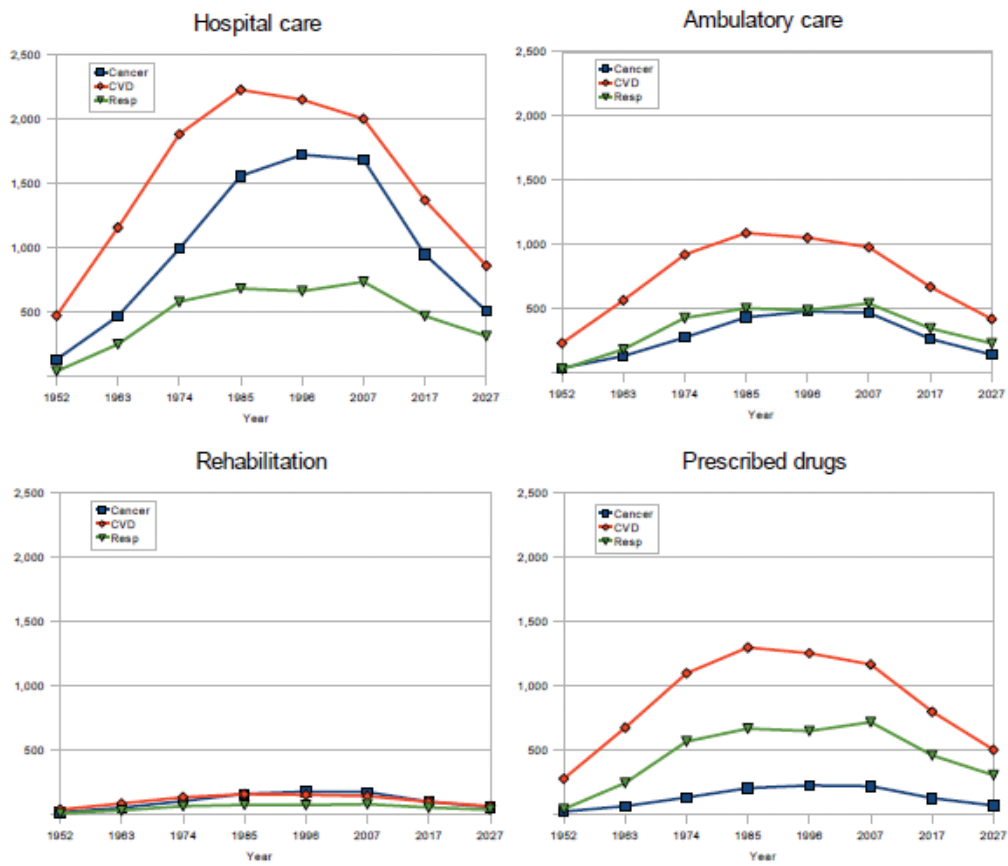 Hospital care
2,500
2,000
1,500
1,000
500
Cancer
CVD
Resp
1952 1963 1974 1985 1996 2007 2017 2027
Year
Ambulatory care
2,500
2,000
1,500
1,000
500
Cancer
CVD
Resp
1952 1963 1974 1985 1996 2007 2017 2027
Year
Rehabilitation
2,500
2,000
1,500
1,000
500
Cancer
CVD
Resp
1952 1963 1974 1985 1996 2007 2017 2027
Year
Prescribed drugs
2,500
2,000
1,500
1,000
500
Cancer
CVD
Resp
1952 1963 1974 1985 1996 2007 2017 2027
Year